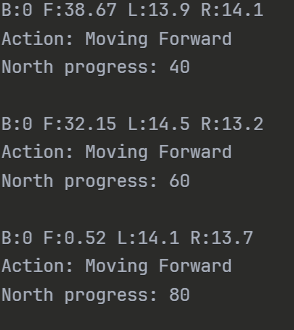 B:0 F:38.67 L:13.9 R:14.1
Action: Moving Forward
North progress: 40
B:0 F:32.15 L:14.5 R:13.2
Action: Moving Forward
North progress: 60
B:0 F:0.52 L:14.1 R:13.7
Action: Moving Forward
North progress: 80